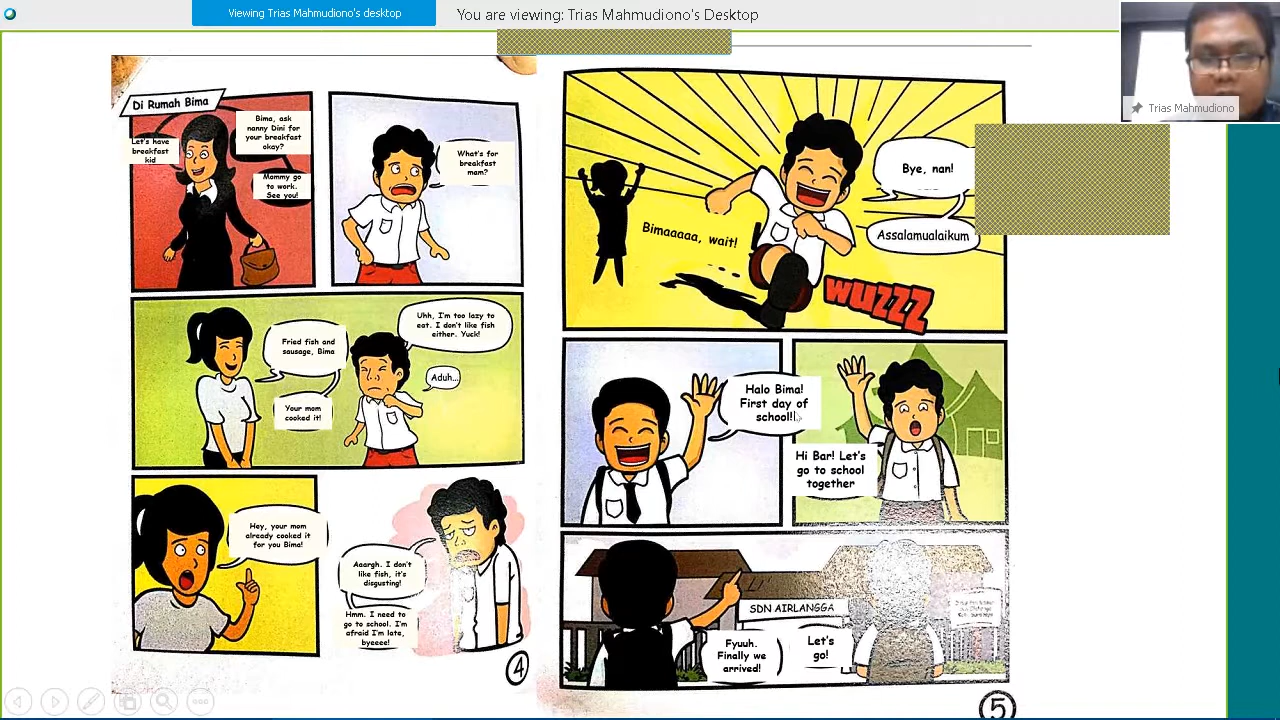 Viewing Trias Mahmudiono's desktop
You are viewing: Trias Mahmudiono's Desktop
Trias Mahmudiono
Di Rumah Bima
Let's have
breakfast
kid
Bima, ask
nanny Dini for
your breakfast
okay?
Mommy go
to work.
See you!
What's for
breakfast
mam?
Fried fish and
sausage, Bima
Your mom
cooked it!
Uhh, I'm too lazy to
eat. I don't like fish
either. Yuck!
Aduh...
Hey, your mom
already cooked it
for you Bima!
Aaargh. I don't
like fish, it's
disgusting!
Hmm. I need to
go to school. I'm
afraid I'm late,
byeeee!
4
Bimaaaaa, wait!
Bye, nan!
Assalamualaikum
WUZZZ
Halo Bima!
First day of
school!!
Hi Bar! Let's
go to school
together
SDN AIRLANGGA
Fyuuh.
Finally we
arrived!
Let's
go!
5